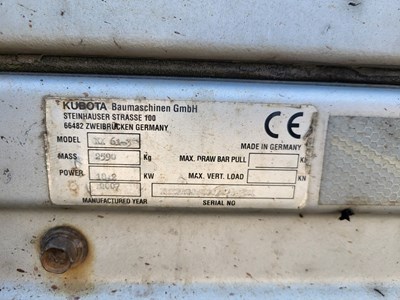 KUBOTA Baumaschinen GmbH
STEINHAUSER STRASSE 100
66482 ZWEIBRÜCKEN GERMANY
CE
MADE IN GERMANY
MODEL
MASS 2590 Kg
MAX. DRAW BAR PULL KN
POWER KW
MAX. VERT. LOAD KN
MANUFACTURED YEAR
SERIAL NO